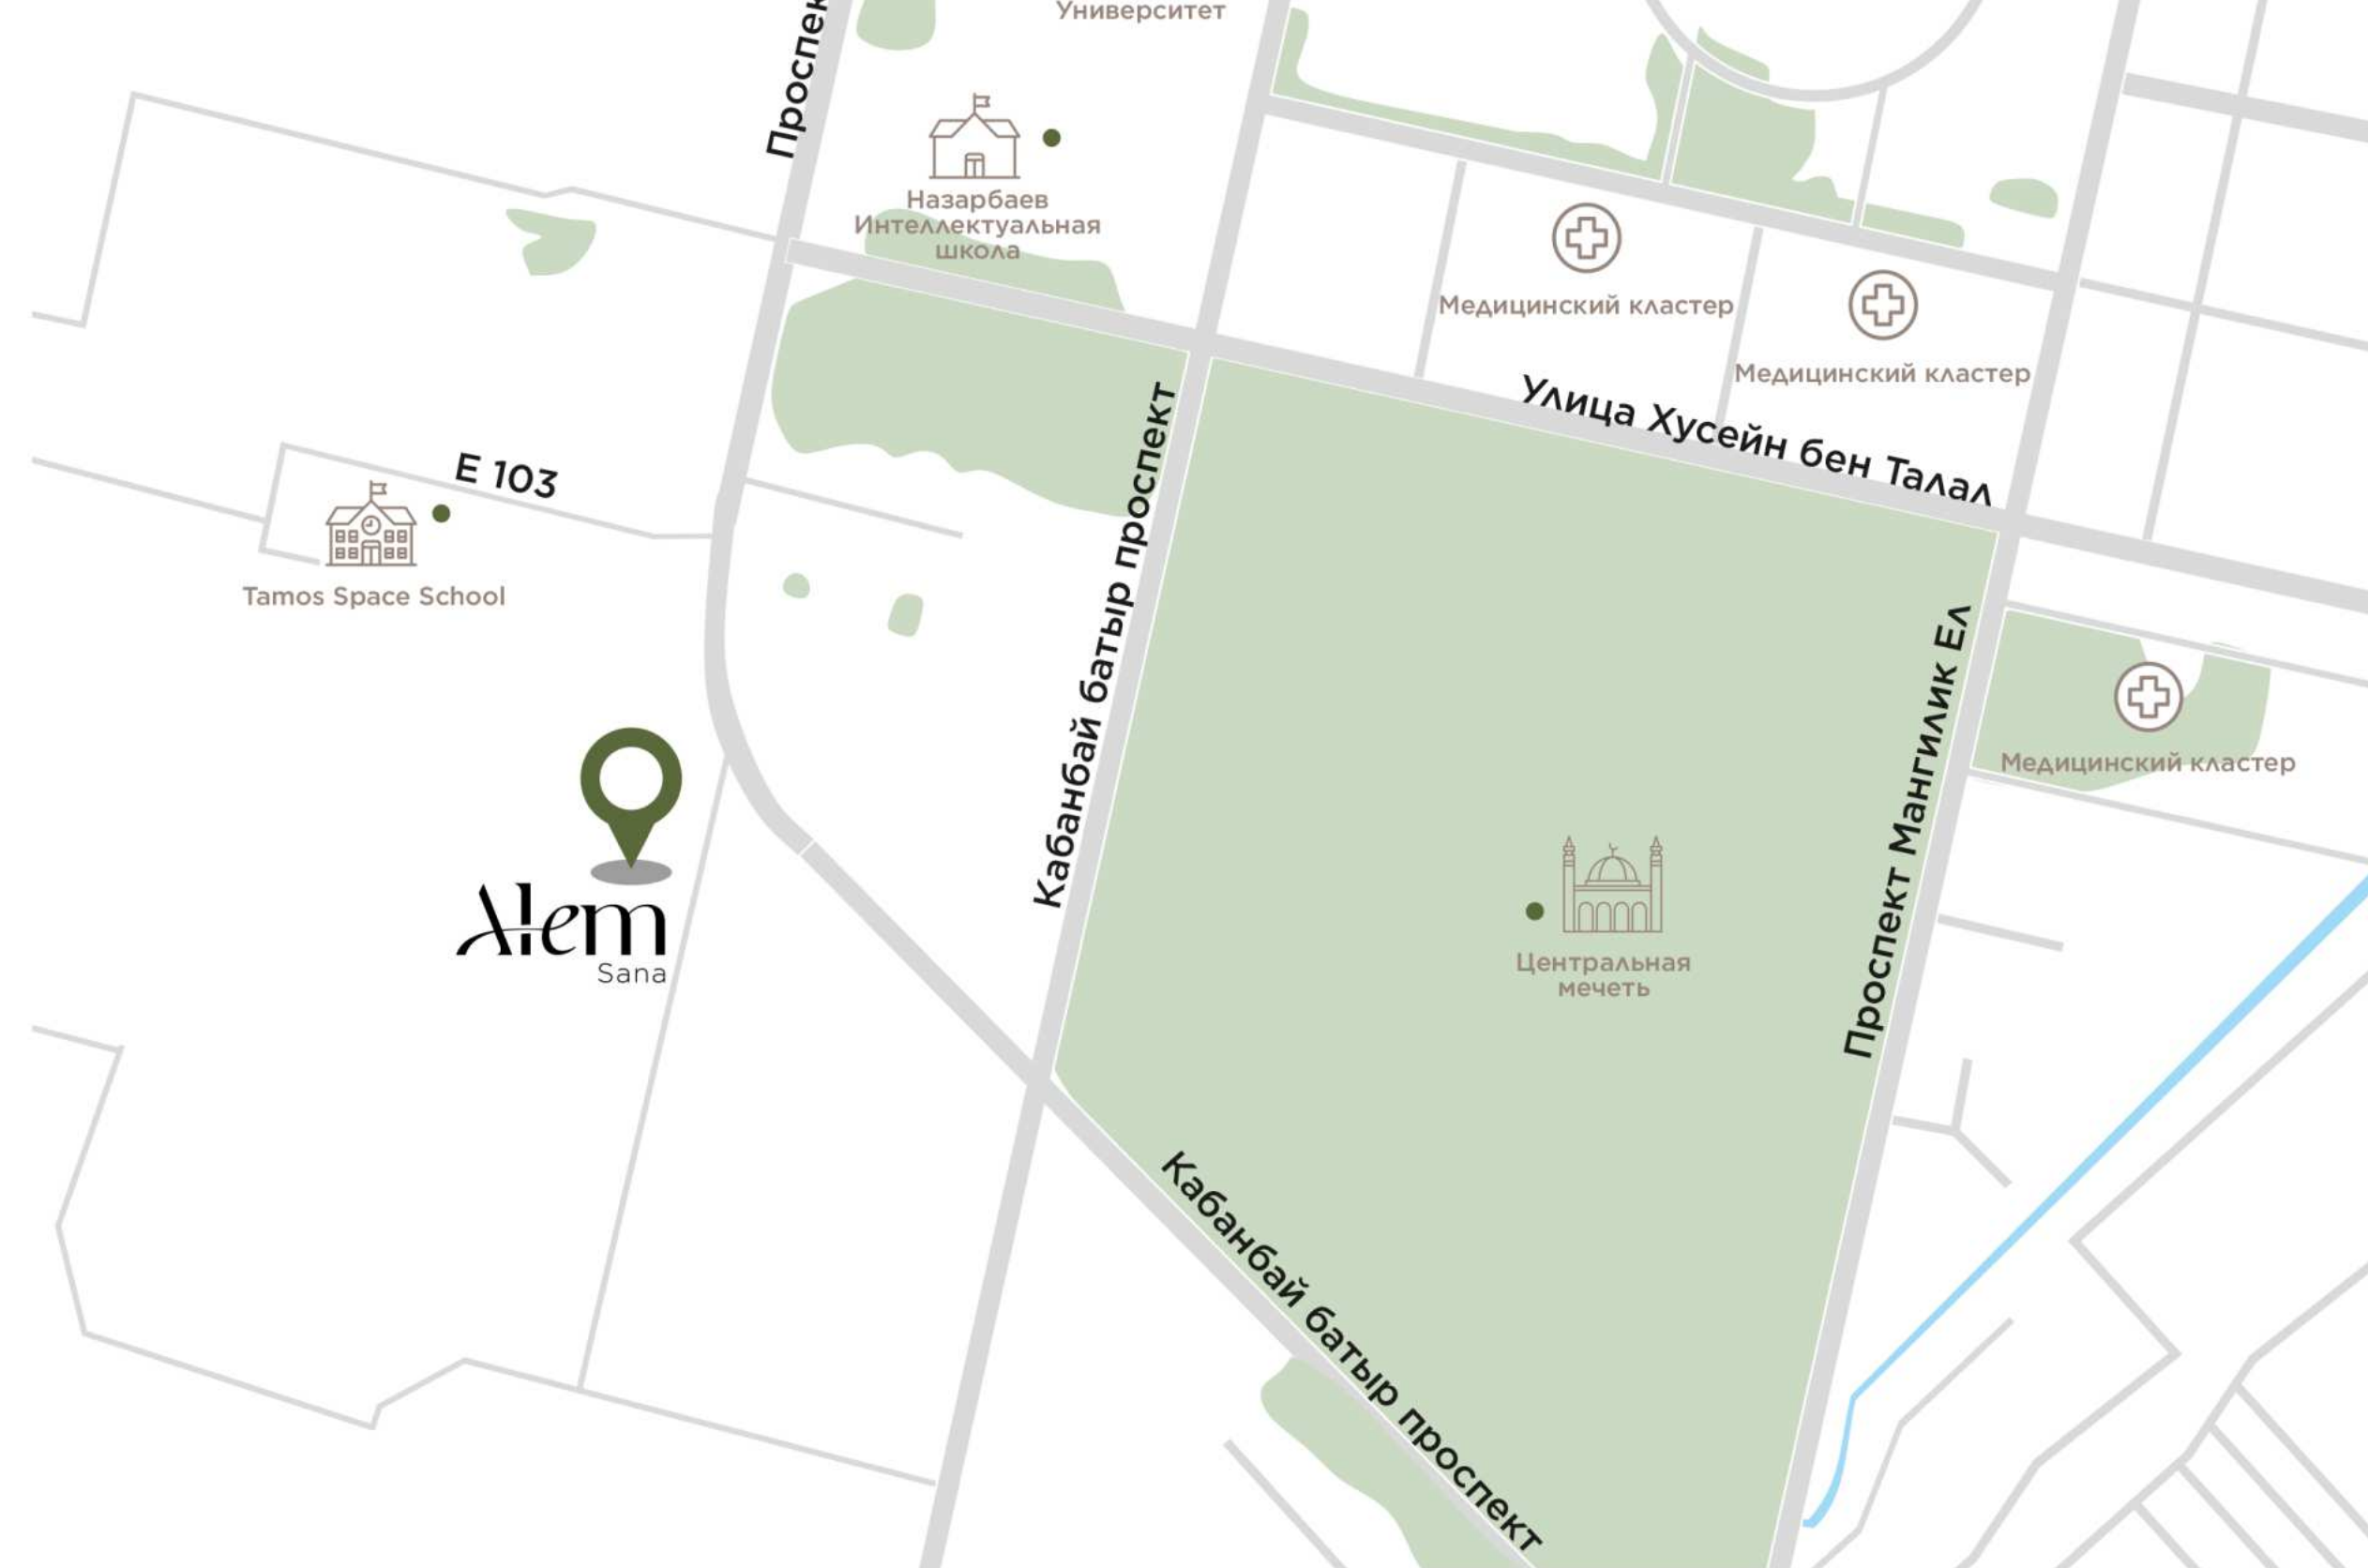 Университет
Назарбаев
Интеллектуальная
школа
Медицинский кластер
Медицинский кластер
Улица Хусейн бен Талал
E 103
Tamos Space School
Кабанбай батыр проспект
Проспект Мангилик Ел
Медицинский кластер
Alem
Sana
Центральная
мечеть
Кабанбай батыр проспект